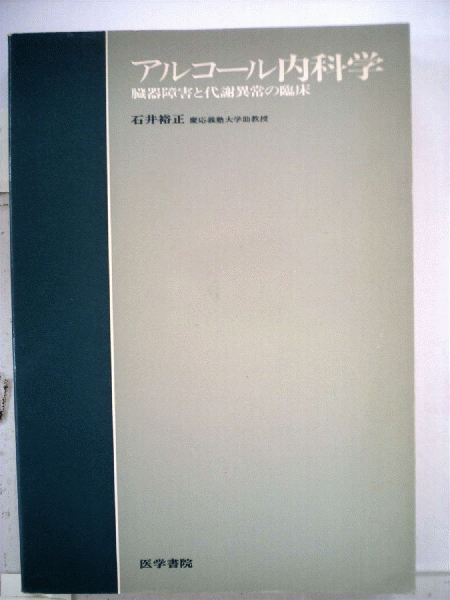 アルコール内科学
臓器障害と代謝異常の臨床
石井裕正 慶応義塾大学助教授
医学書院